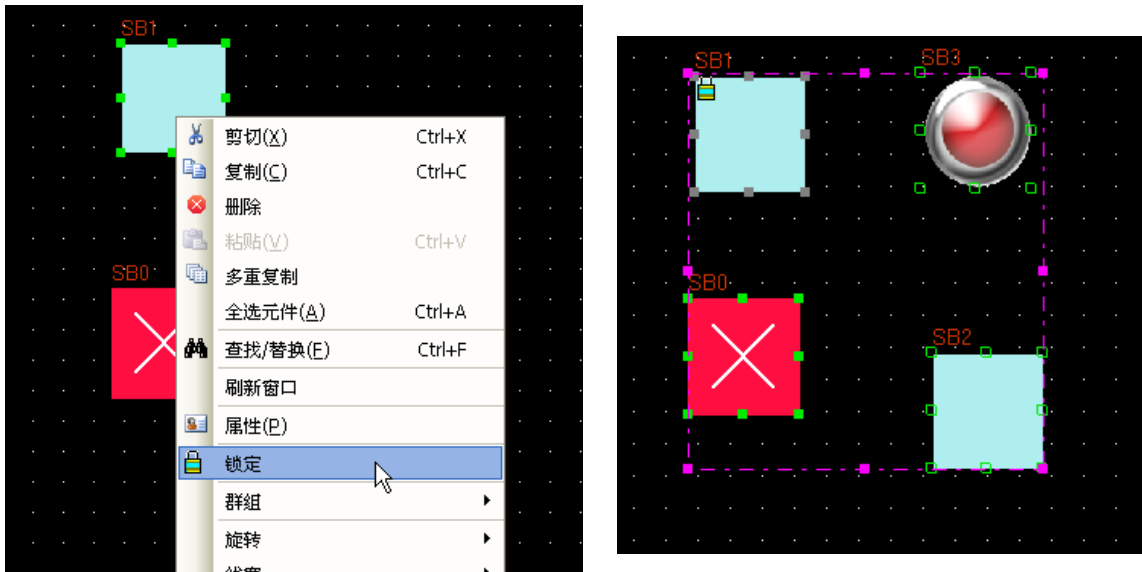 SB1
剪切(X) Ctrl+X
复制(C) Ctrl+C
删除
粘贴(V) Ctrl+V
多重复制
全选元件(A) Ctrl+A
查找/替换(F) Ctrl+F
刷新窗口
属性(P)
锁定
群组
旋转
SB0
SB1
SB3
SB0
SB2